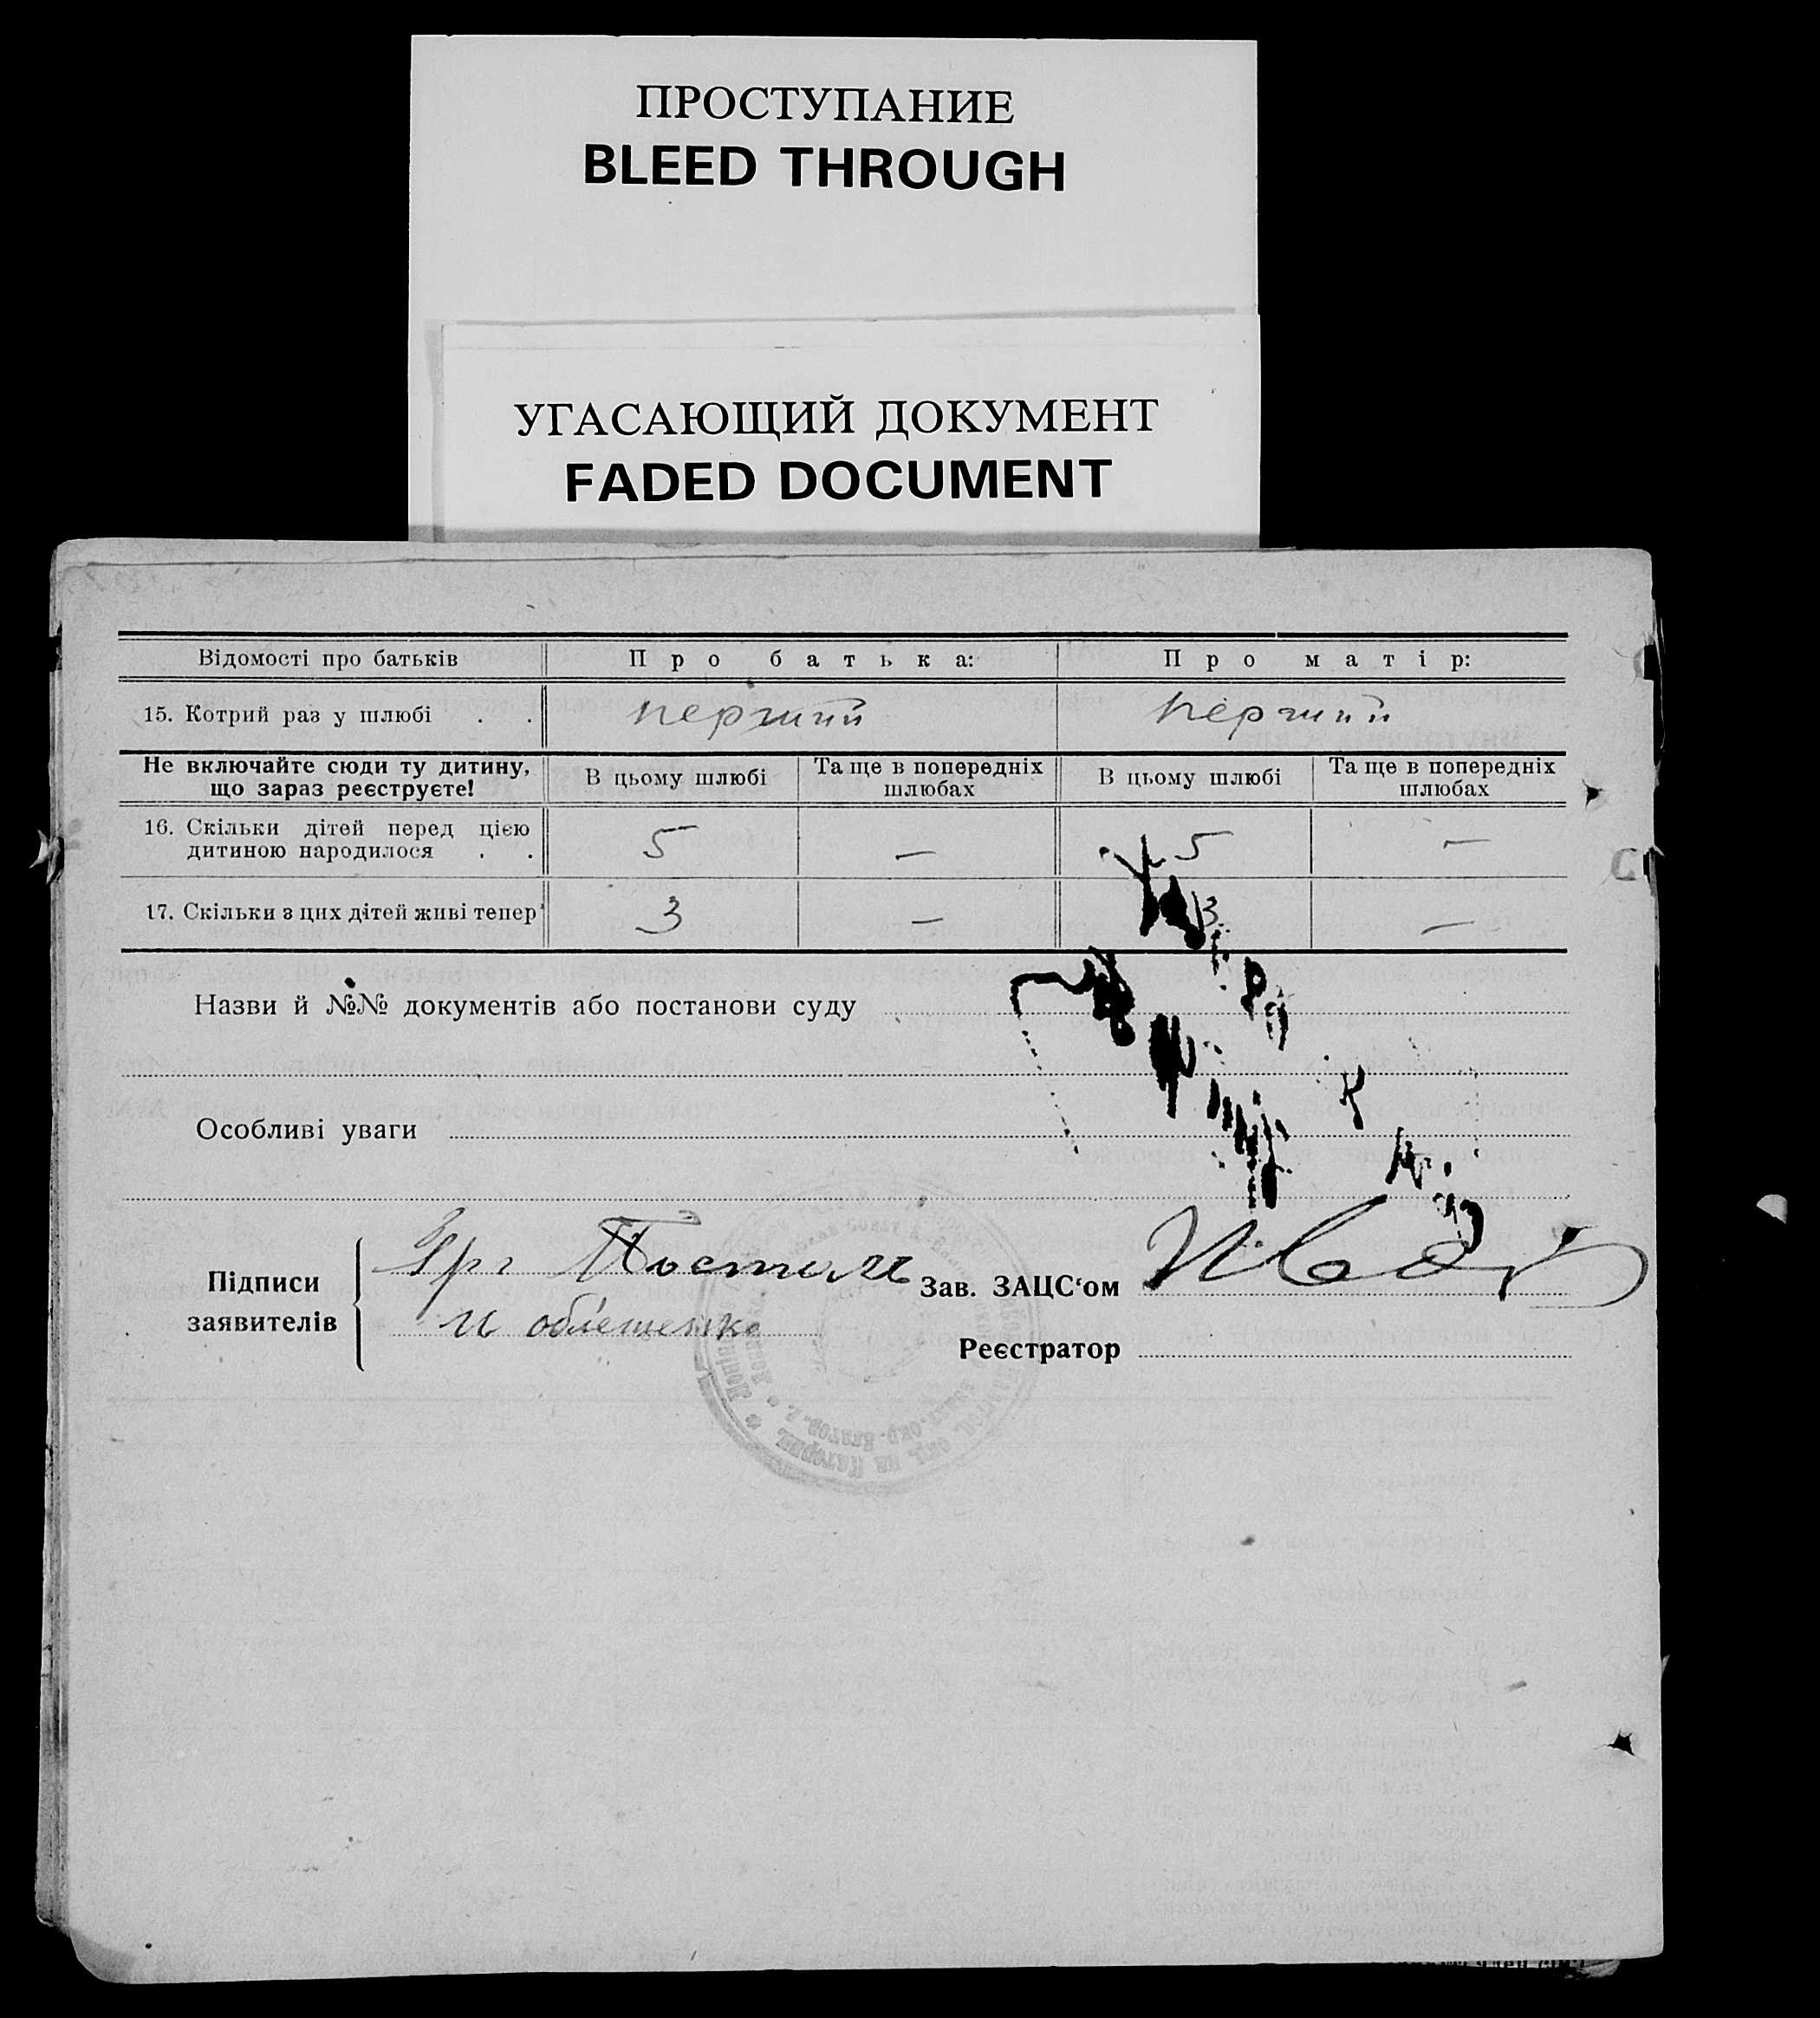 ПРОСТУПАНИЕ
BLEED THROUGH
УГАСАЮЩИЙ ДОКУМЕНТ
FADED DOCUMENT
Відомості про батьків Про батька: Про матір:
15. Котрий раз у шлюбі . . перший перший
Не включайте сюди ту дитину, що зараз реєструєте! В цьому шлюбі Та ще в попередніх шлюбах В цьому шлюбі Та ще в попередніх шлюбах
16. Скільки дітей перед цією дитиною народилося . . 5 — 5 —
17. Скільки з цих дітей живі тепер 3 — 3 —
Назви й №№ документів або постанови суду
Особливі уваги
Підписи заявителів
Зав. ЗАЦС‘ом
Реєстратор